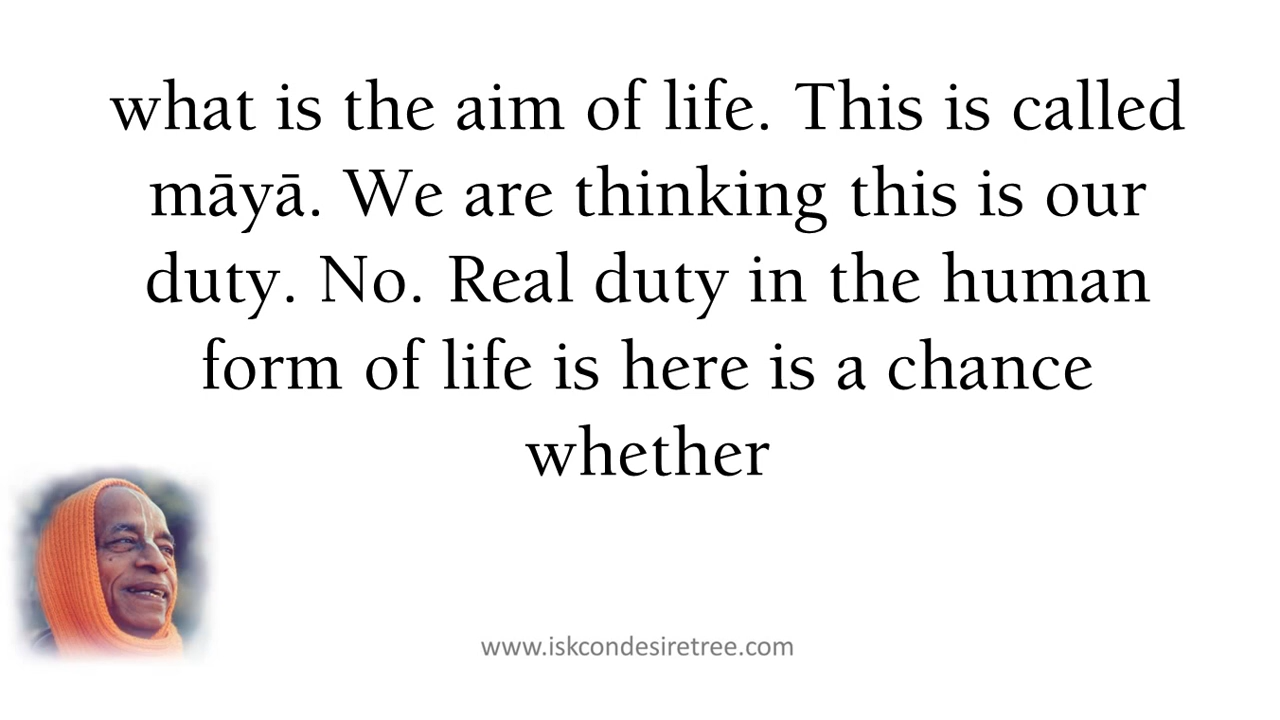 what is the aim of life. This is called
māyā. We are thinking this is our
duty. No. Real duty in the human
form of life is here is a chance
whether
www.iskcondesiretree.com